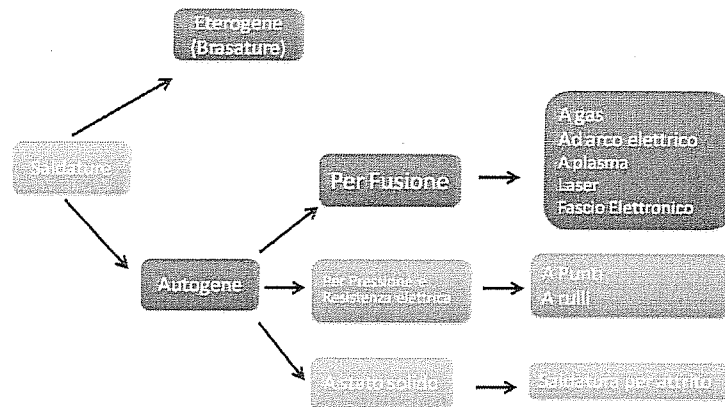 Eterogene
(Brasature)
Saldature
Autogene
Per Fusione
A gas
Ad arco elettrico
A plasma
Laser
Fascio Elettronico
Per Pressione e
Resistenza elettrica
A Punti
A rulli
A stato solido
Saldatura per attrito